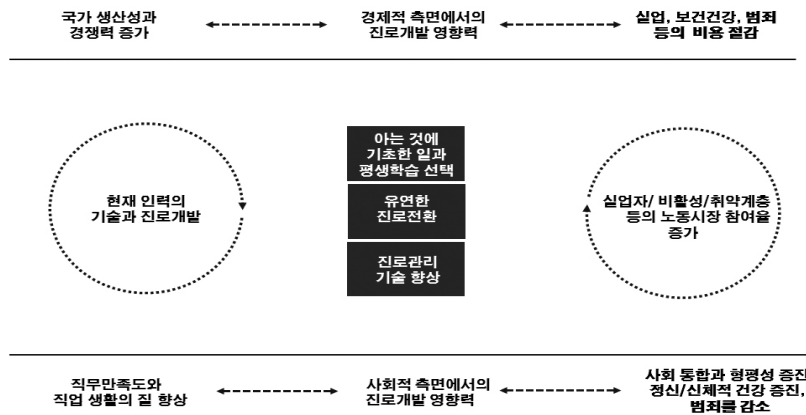 국가 생산성과
경쟁력 증가
경제적 측면에서의
진로개발 영향력
실업, 보건건강, 범죄
등의 비용 절감
아는 것에
기초한 일과
평생학습 선택
현재 인력의
기술과 진로개발
유연한
진로전환
실업자/ 비활성/취약계층
등의 노동시장 참여율
증가
진로관리
기술 향상
직무만족도와
직업 생활의 질 향상
사회적 측면에서의
진로개발 영향력
사회 통합과 형평성 증진
정신/신체적 건강 증진,
범죄률 감소